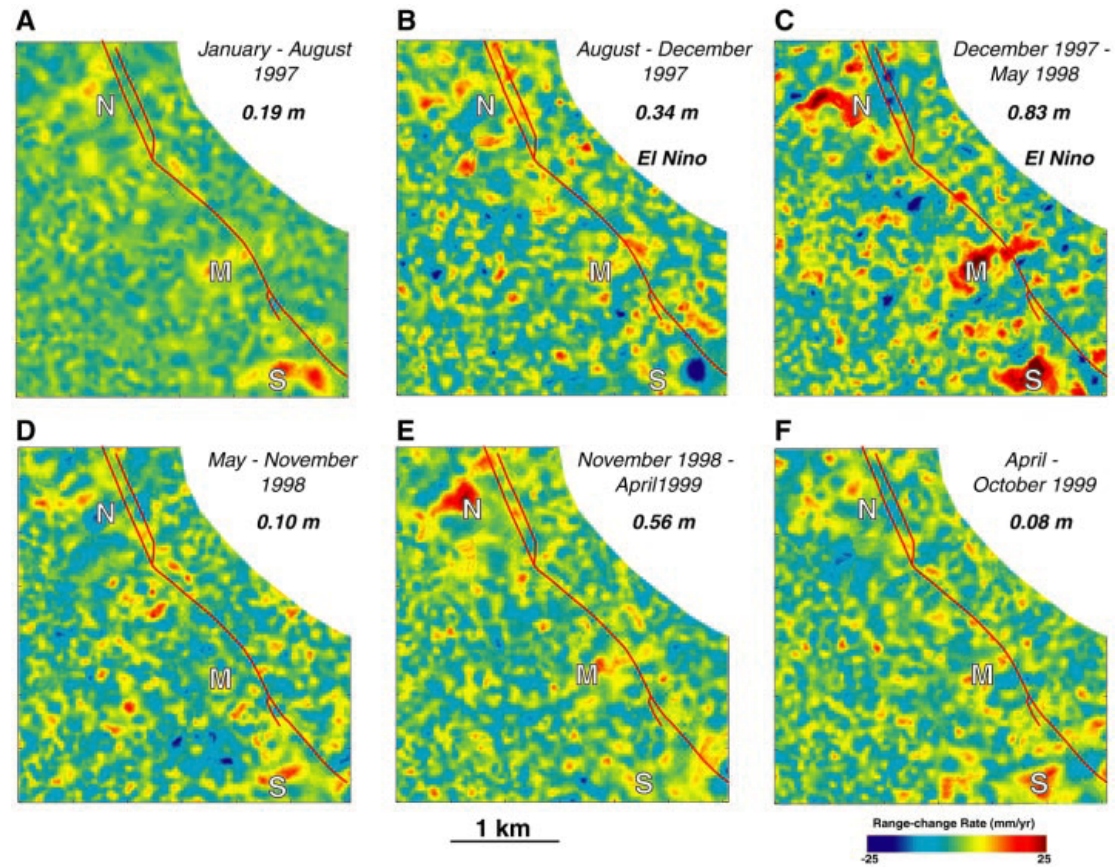 A
January - August
1997
0.19 m
N
M
S
B
August - December
1997
0.34 m
El Nino
N
M
S
C
December 1997 -
May 1998
0.83 m
El Nino
N
M
S
D
May - November
1998
0.10 m
N
M
S
E
November 1998 -
April1999
0.56 m
N
M
S
F
April -
October 1999
0.08 m
N
M
S
1 km
Range-change Rate (mm/yr)
-25 25